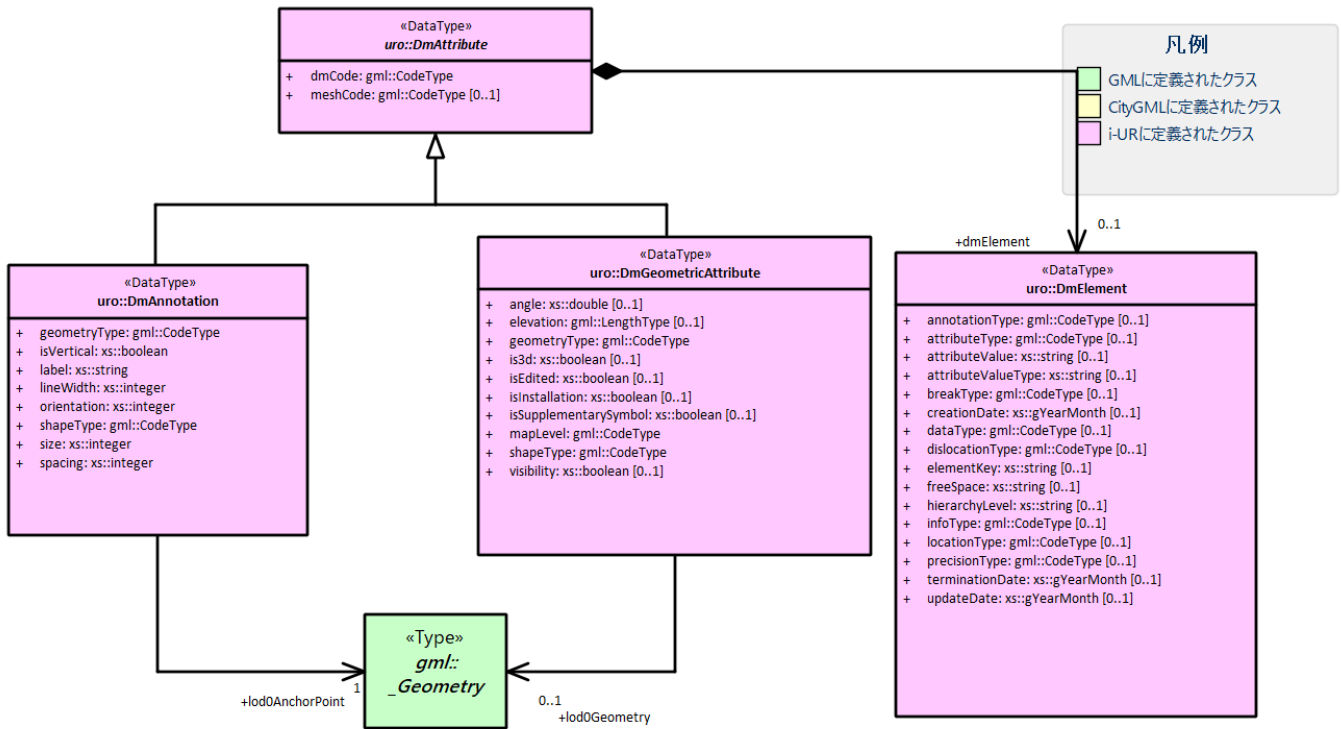 «DataType»
uro::DmAttribute
+ dmCode: gml::CodeType
+ meshCode: gml::CodeType [0..1]
凡例
GMLに定義されたクラス
CityGMLに定義されたクラス
i-URに定義されたクラス
+dmElement
0..1
«DataType»
uro::DmAnnotation
+ geometryType: gml::CodeType
+ isVertical: xs::boolean
+ label: xs::string
+ lineWidth: xs::integer
+ orientation: xs::integer
+ shapeType: gml::CodeType
+ size: xs::integer
+ spacing: xs::integer
«DataType»
uro::DmGeometricAttribute
+ angle: xs::double [0..1]
+ elevation: gml::LengthType [0..1]
+ geometryType: gml::CodeType
+ is3d: xs::boolean [0..1]
+ isEdited: xs::boolean [0..1]
+ isInstallation: xs::boolean [0..1]
+ isSupplementarySymbol: xs::boolean [0..1]
+ mapLevel: gml::CodeType
+ shapeType: gml::CodeType
+ visibility: xs::boolean [0..1]
«DataType»
uro::DmElement
+ annotationType: gml::CodeType [0..1]
+ attributeType: gml::CodeType [0..1]
+ attributeValue: xs::string [0..1]
+ attributeValueType: xs::string [0..1]
+ breakType: gml::CodeType [0..1]
+ creationDate: xs::gYearMonth [0..1]
+ dataType: gml::CodeType [0..1]
+ dislocationType: gml::CodeType [0..1]
+ elementKey: xs::string [0..1]
+ freeSpace: xs::string [0..1]
+ hierarchyLevel: xs::string [0..1]
+ infoType: gml::CodeType [0..1]
+ locationType: gml::CodeType [0..1]
+ precisionType: gml::CodeType [0..1]
+ terminationDate: xs::gYearMonth [0..1]
+ updateDate: xs::gYearMonth [0..1]
«Type»
gml::
_Geometry
+lod0AnchorPoint
1
0..1
+lod0Geometry